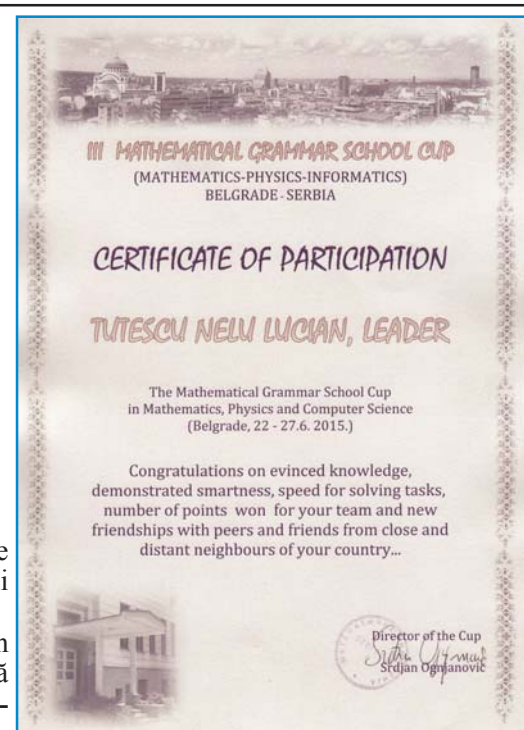 III MATHEMATICAL GRAMMAR SCHOOL CUP
(MATHEMATICS-PHYSICS-INFORMATICS)
BELGRADE - SERBIA
CERTIFICATE OF PARTICIPATION
TUTESCU NELU LUCIAN, LEADER
The Mathematical Grammar School Cup
in Mathematics, Physics and Computer Science
(Belgrade, 22 - 27.6. 2015.)
Congratulations on evinced knowledge,
demonstrated smartness, speed for solving tasks,
number of points won for your team and new
friendships with peers and friends from close and
distant neighbours of your country...
Director of the Cup
Srdjan Ognjanović
e
i
n
ă
-